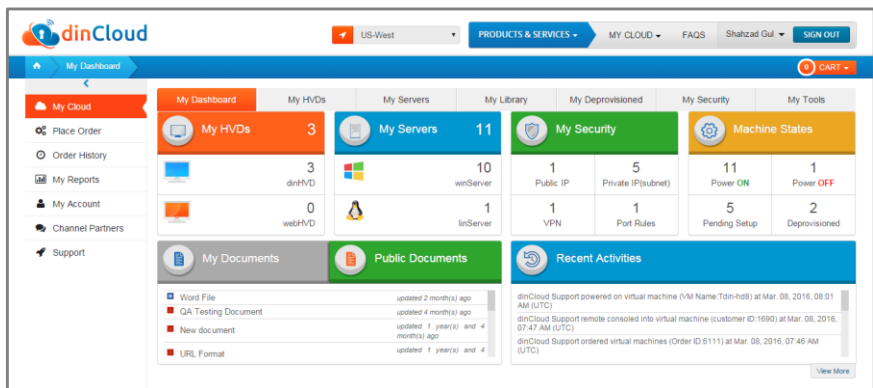 dinCloud
US-West
PRODUCTS & SERVICES
MY CLOUD
FAQS
Shahzad Gul
SIGN OUT
My Dashboard
0 CART
My Cloud
Place Order
Order History
My Reports
My Account
Channel Partners
Support
My Dashboard
My HVDs
My Servers
My Library
My Deprovisioned
My Security
My Tools
My HVDs 3
3
dinHVD
0
webHVD
My Servers 11
10
winServer
1
linServer
My Security
1
Public IP
5
Private IP(subnet)
1
VPN
1
Port Rules
Machine States
11
Power ON
1
Power OFF
5
Pending Setup
2
Deprovisioned
My Documents
Public Documents
Word File updated 2 month(s) ago
QA Testing Document updated 4 month(s) ago
New document updated 1 year(s) and 4
month(s) ago
URL Format updated 1 year(s) and 4
Recent Activities
dinCloud Support powered on virtual machine (VM Name:Tdin-hd8) at Mar. 08, 2016, 08:01
AM (UTC)
dinCloud Support remote consoled into virtual machine (customer ID:1690) at Mar. 08, 2016,
07:47 AM (UTC)
dinCloud Support ordered virtual machines (Order ID:6111) at Mar. 08, 2016, 07:46 AM
(UTC)
View More